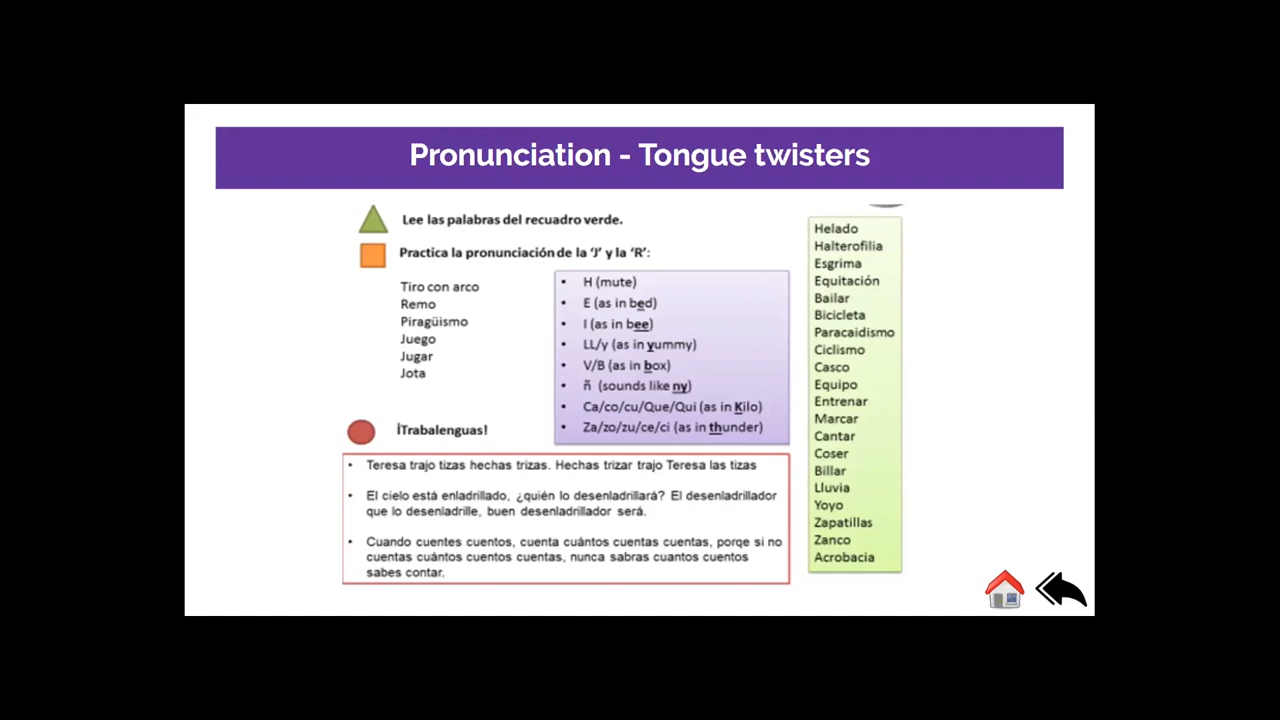 Pronunciation - Tongue twisters
Lee las palabras del recuadro verde.
Practica la pronunciación de la ‘J’ y la ‘R’:
Tiro con arco
Remo
Piragüismo
Juego
Jugar
Jota
• H (mute)
• E (as in bed)
• I (as in bee)
• LL/y (as in yummy)
• V/B (as in box)
• ñ (sounds like ny)
• Ca/co/cu/Que/Qui (as in Kilo)
• Za/zo/zu/ce/ci (as in thunder)
¡Trabalenguas!
• Teresa trajo tizas hechas trizas. Hechas trizar trajo Teresa las tizas
• El cielo está enladrillado, ¿quién lo desenladrillará? El desenladrillador
que lo desenladrille, buen desenladrillador será.
• Cuando cuentes cuentos, cuenta cuántos cuentas cuentas, porqe si no
cuentas cuántos cuentos cuentas, nunca sabras cuantos cuentos
sabes contar.
Helado
Halterofilia
Esgrima
Equitación
Bailar
Bicicleta
Paracaidismo
Ciclismo
Casco
Equipo
Entrenar
Marcar
Cantar
Coser
Billar
Lluvia
Yoyo
Zapatillas
Zanco
Acrobacia